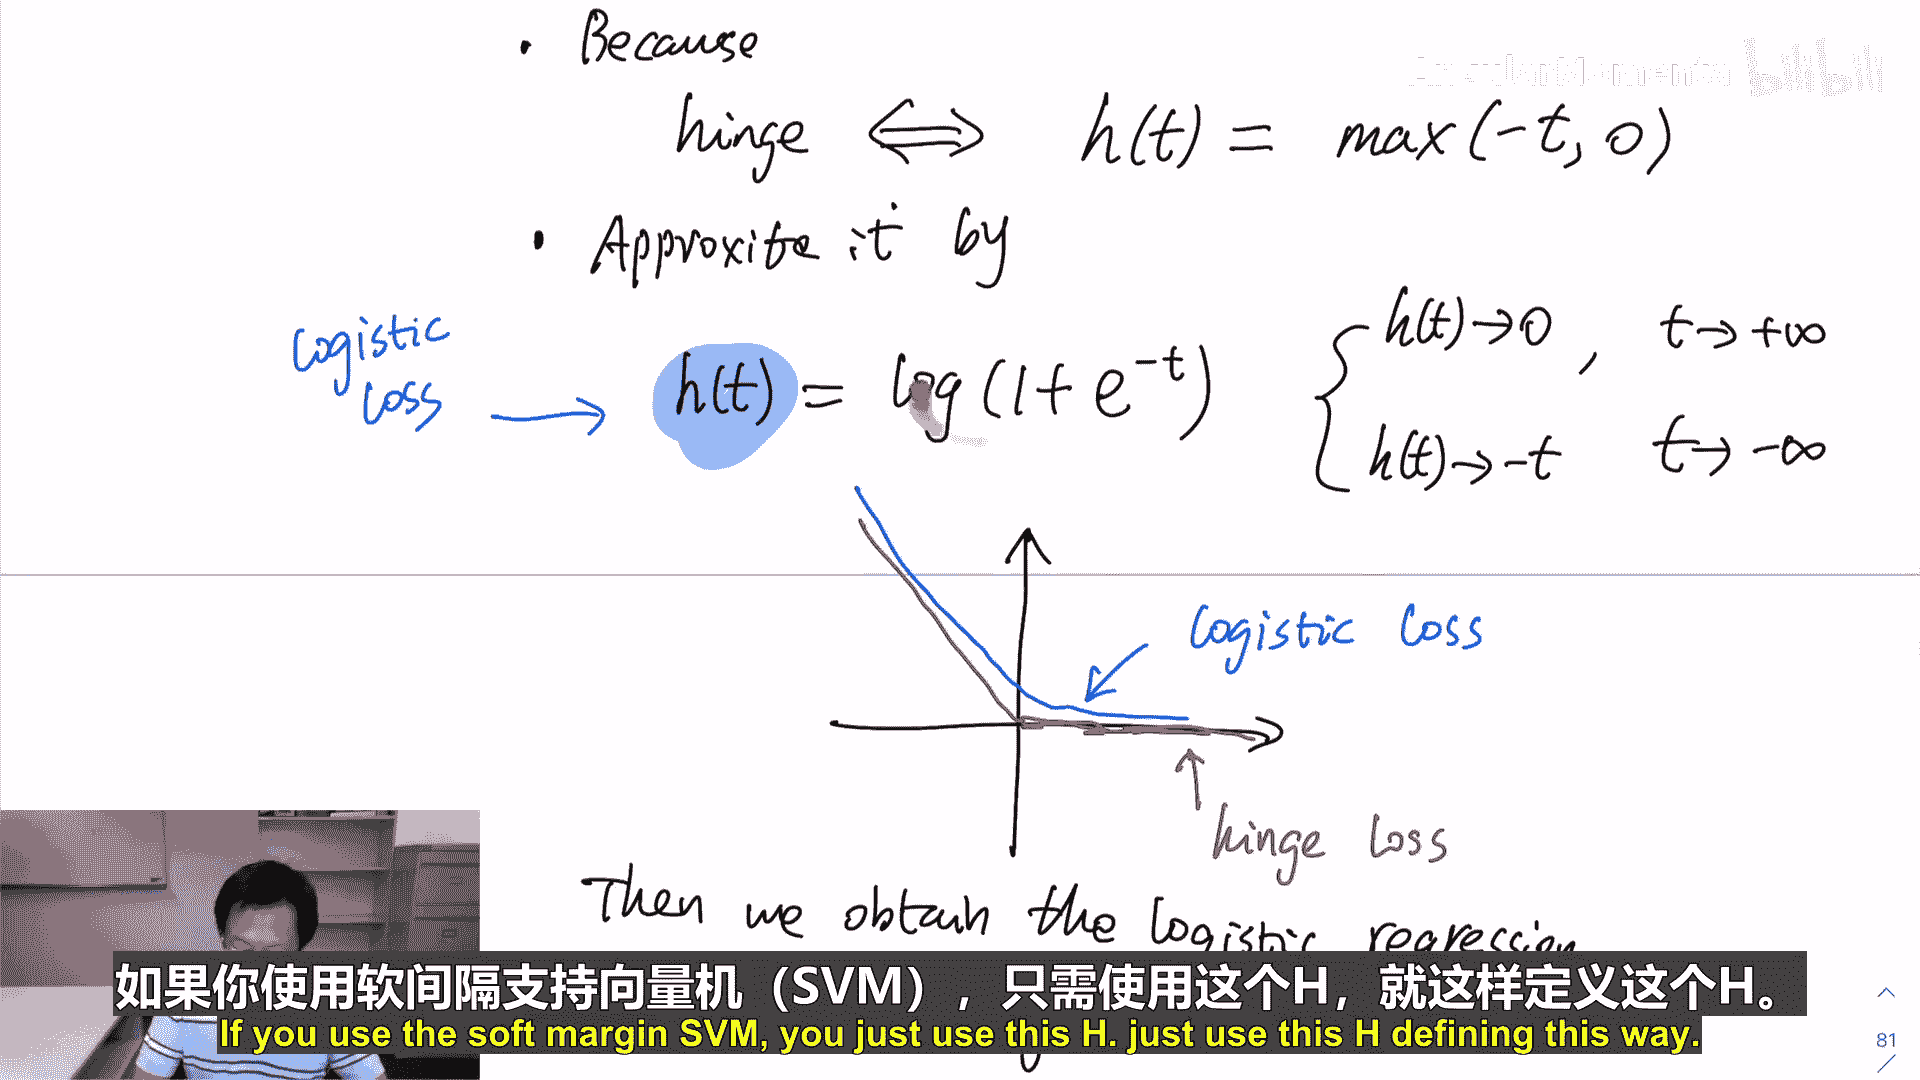 · Because
hinge ⟺ h(t) = max(-t, 0)
· Approxite it by
logistic loss → h(t) = log(1+e^{-t})
{ h(t)→0, t→+∞
h(t)→-t t→-∞
logistic loss
hinge loss
Then we obtain the logistic regression
如果你使用软间隔支持向量机（SVM），只需使用这个H，就这样定义这个H。
If you use the soft margin SVM, you just use this H. just use this H defining this way.
bilibili
81